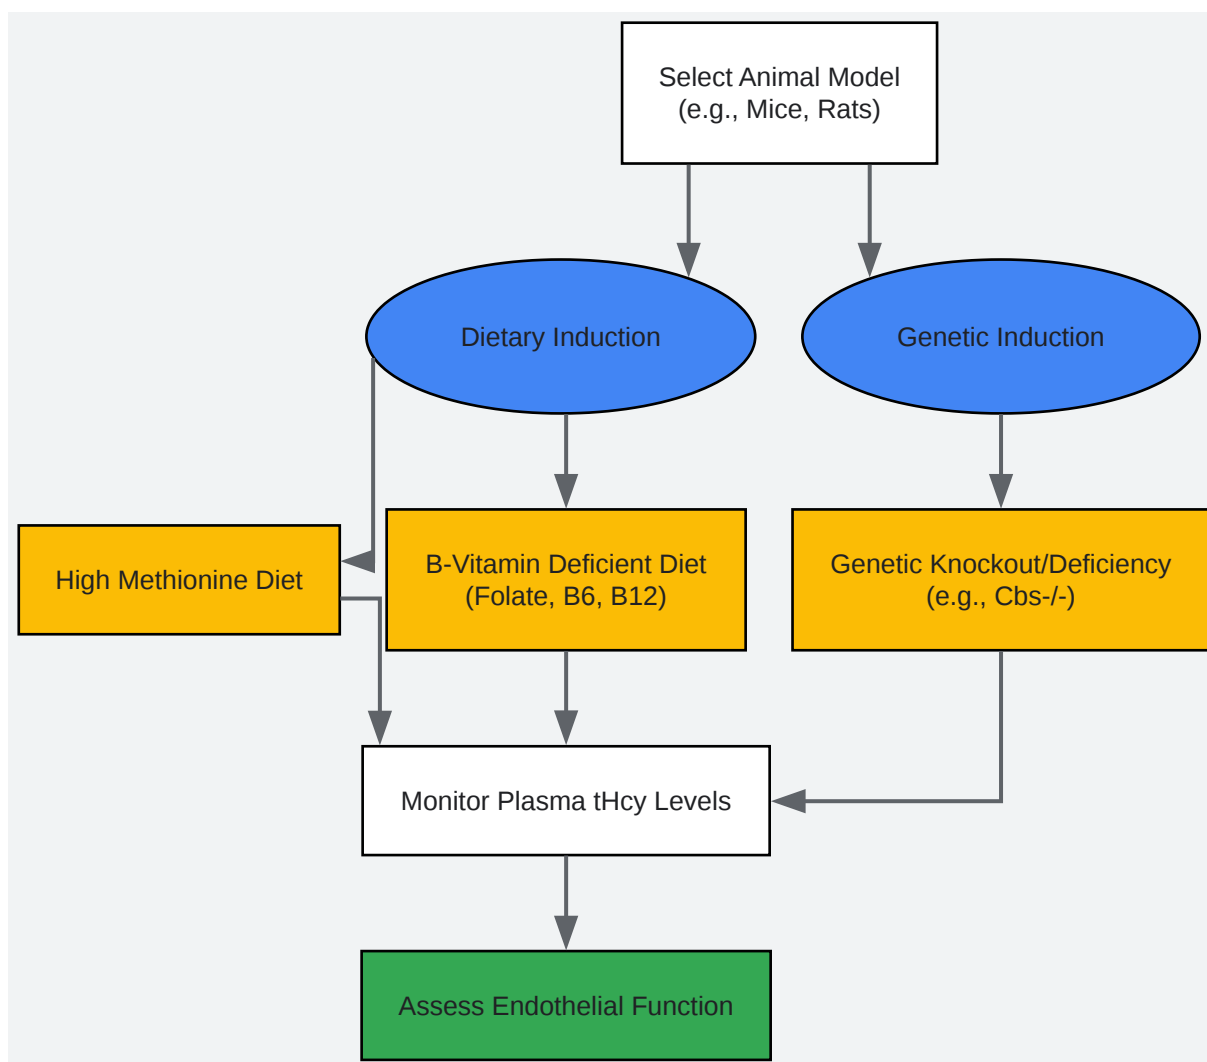 Select Animal Model
(e.g., Mice, Rats)
Dietary Induction
Genetic Induction
High Methionine Diet
B-Vitamin Deficient Diet
(Folate, B6, B12)
Genetic Knockout/Deficiency
(e.g., Cbs-/-)
Monitor Plasma tHcy Levels
Assess Endothelial Function